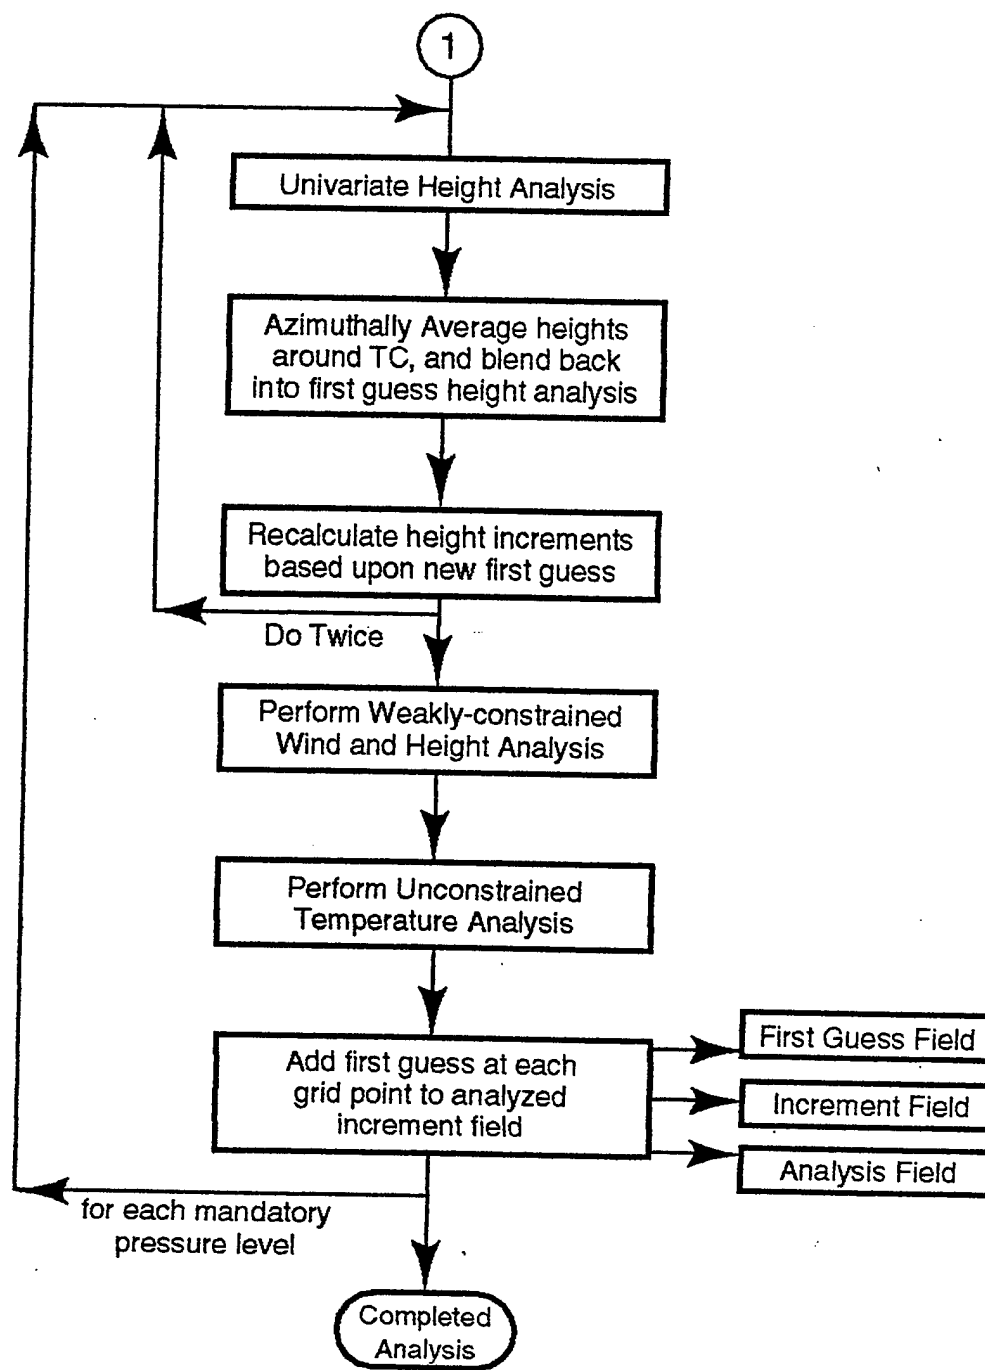 1
Univariate Height Analysis
Azimuthally Average heights
around TC, and blend back
into first guess height analysis
Recalculate height increments
based upon new first guess
Do Twice
Perform Weakly-constrained
Wind and Height Analysis
Perform Unconstrained
Temperature Analysis
Add first guess at each
grid point to analyzed
increment field
First Guess Field
Increment Field
Analysis Field
for each mandatory
pressure level
Completed
Analysis